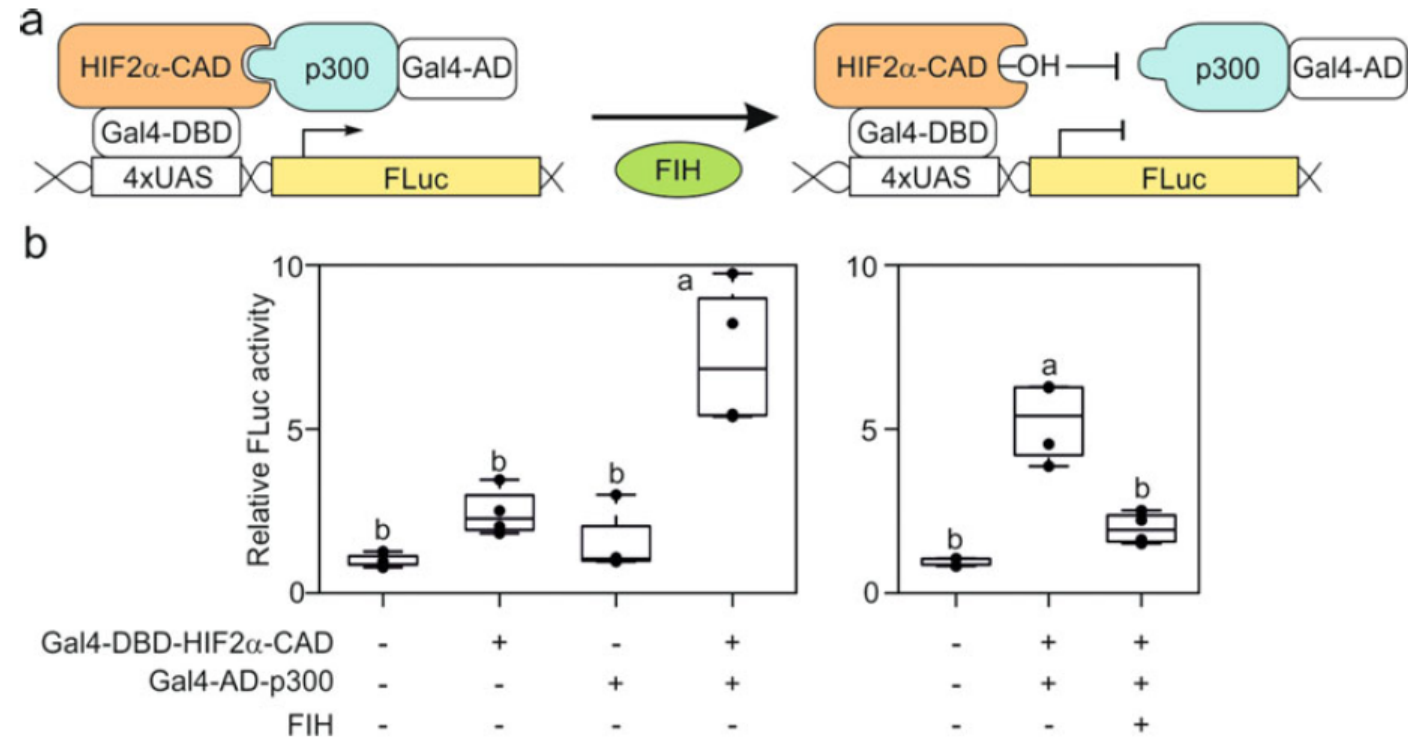 a
HIF2α-CAD p300 Gal4-AD HIF2α-CAD OH p300 Gal4-AD
Gal4-DBD Gal4-DBD
4xUAS FLuc FIH 4xUAS FLuc
b
Relative FLuc activity
10 a 10
a
5 5
b b b b b b
0 0
Gal4-DBD-HIF2α-CAD - + - + - + +
Gal4-AD-p300 - - + + - + +
FIH - - - - - - +